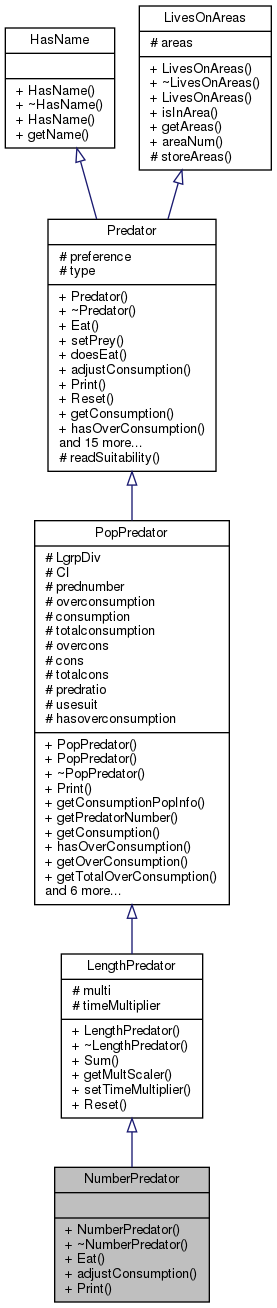 HasName
+ HasName()
+ ~HasName()
+ HasName()
+ getName()
LivesOnAreas
# areas
+ LivesOnAreas()
+ ~LivesOnAreas()
+ LivesOnAreas()
+ isInArea()
+ getAreas()
+ areaNum()
# storeAreas()
Predator
# preference
# type
+ Predator()
+ ~Predator()
+ Eat()
+ setPrey()
+ doesEat()
+ adjustConsumption()
+ Print()
+ Reset()
+ getConsumption()
+ hasOverConsumption()
and 15 more...
# readSuitability()
PopPredator
# LgrpDiv
# CI
# prednumber
# overconsumption
# consumption
# totalconsumption
# overcons
# cons
# totalcons
# predratio
# usesuit
# hasoverconsumption
+ PopPredator()
+ PopPredator()
+ ~PopPredator()
+ Print()
+ getConsumptionPopInfo()
+ getPredatorNumber()
+ getConsumption()
+ hasOverConsumption()
+ getOverConsumption()
+ getTotalOverConsumption()
and 6 more...
LengthPredator
# multi
# timeMultiplier
+ LengthPredator()
+ ~LengthPredator()
+ Sum()
+ getMultScaler()
+ setTimeMultiplier()
+ Reset()
NumberPredator
+ NumberPredator()
+ ~NumberPredator()
+ Eat()
+ adjustConsumption()
+ Print()